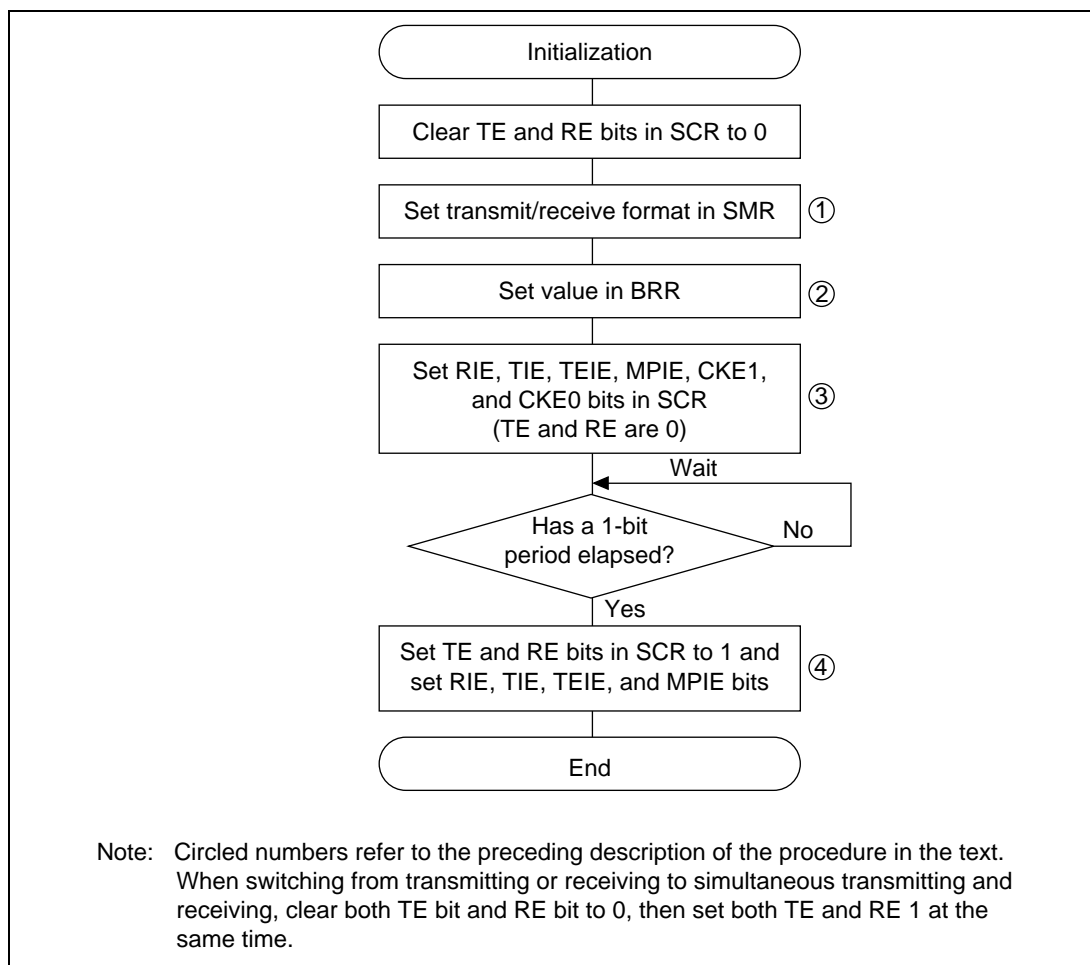 Initialization
Clear TE and RE bits in SCR to 0
Set transmit/receive format in SMR
①
Set value in BRR
②
Set RIE, TIE, TEIE, MPIE, CKE1,
and CKE0 bits in SCR
(TE and RE are 0)
③
Wait
Has a 1-bit
period elapsed?
No
Yes
Set TE and RE bits in SCR to 1 and
set RIE, TIE, TEIE, and MPIE bits
④
End
Note: Circled numbers refer to the preceding description of the procedure in the text.
When switching from transmitting or receiving to simultaneous transmitting and
receiving, clear both TE bit and RE bit to 0, then set both TE and RE 1 at the
same time.